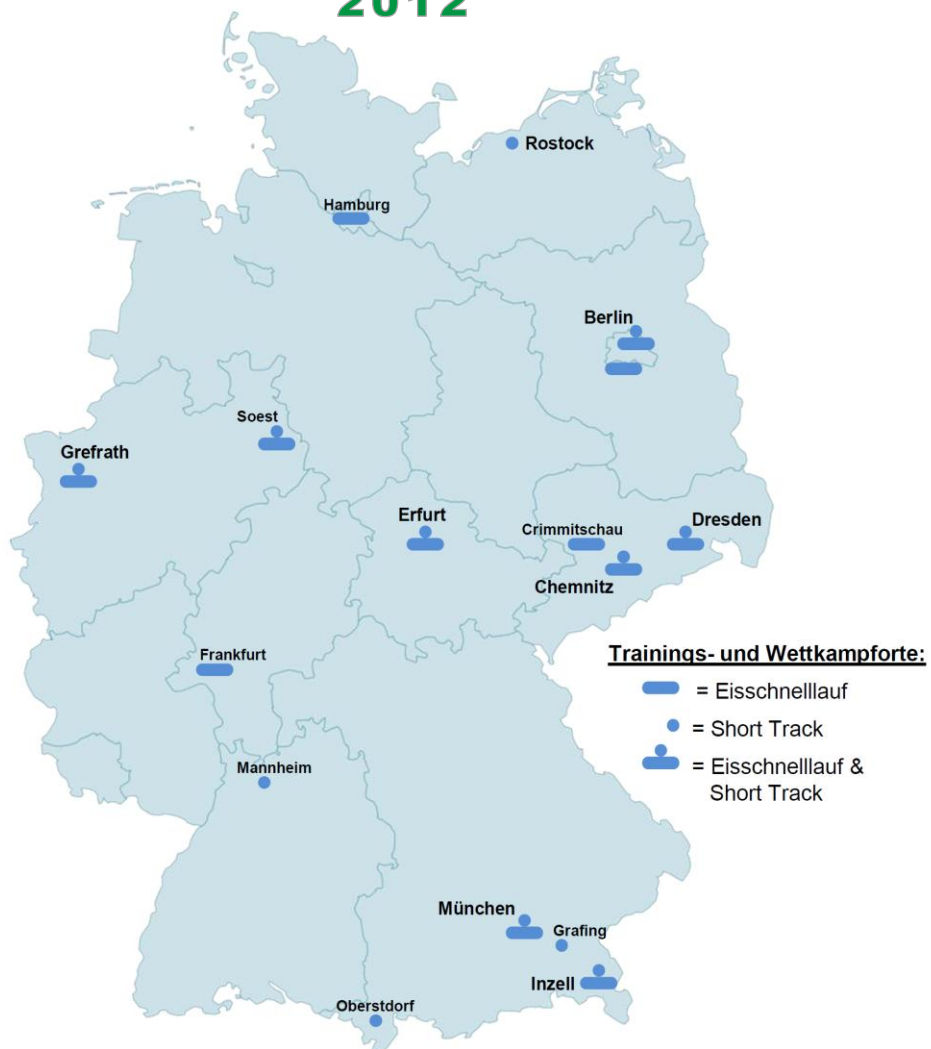 2012
Rostock
Hamburg
Berlin
Soest
Grefrath
Erfurt
Crimmitschau
Dresden
Chemnitz
Frankfurt
Trainings- und Wettkampforte:
= Eisschnelllauf
= Short Track
= Eisschnelllauf &
Short Track
Mannheim
München
Grafing
Inzell
Oberstdorf